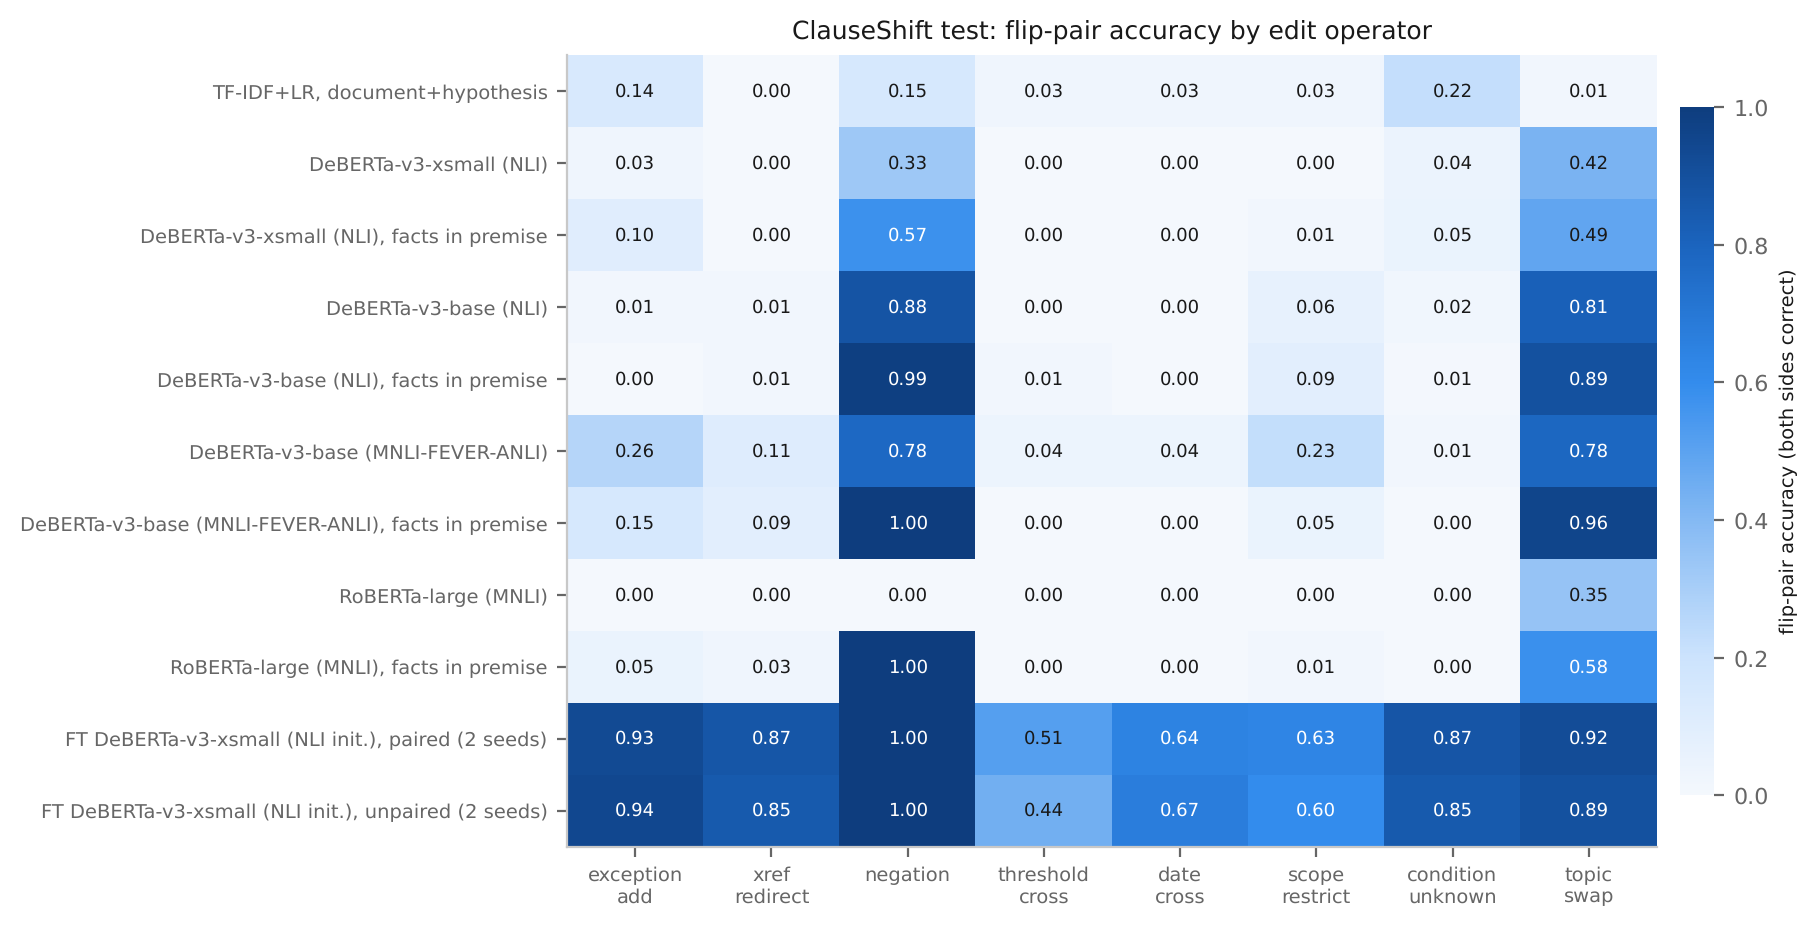 ClauseShift test: flip-pair accuracy by edit operator
TF-IDF+LR, document+hypothesis 0.14 0.00 0.15 0.03 0.03 0.03 0.22 0.01
DeBERTa-v3-xsmall (NLI) 0.03 0.00 0.33 0.00 0.00 0.00 0.04 0.42
DeBERTa-v3-xsmall (NLI), facts in premise 0.10 0.00 0.57 0.00 0.00 0.01 0.05 0.49
DeBERTa-v3-base (NLI) 0.01 0.01 0.88 0.00 0.00 0.06 0.02 0.81
DeBERTa-v3-base (NLI), facts in premise 0.00 0.01 0.99 0.01 0.00 0.09 0.01 0.89
DeBERTa-v3-base (MNLI-FEVER-ANLI) 0.26 0.11 0.78 0.04 0.04 0.23 0.01 0.78
DeBERTa-v3-base (MNLI-FEVER-ANLI), facts in premise 0.15 0.09 1.00 0.00 0.00 0.05 0.00 0.96
RoBERTa-large (MNLI) 0.00 0.00 0.00 0.00 0.00 0.00 0.00 0.35
RoBERTa-large (MNLI), facts in premise 0.05 0.03 1.00 0.00 0.00 0.01 0.00 0.58
FT DeBERTa-v3-xsmall (NLI init.), paired (2 seeds) 0.93 0.87 1.00 0.51 0.64 0.63 0.87 0.92
FT DeBERTa-v3-xsmall (NLI init.), unpaired (2 seeds) 0.94 0.85 1.00 0.44 0.67 0.60 0.85 0.89
exception xref negation threshold date scope condition topic
add redirect cross cross restrict unknown swap
1.0
0.8
0.6
0.4
0.2
0.0
flip-pair accuracy (both sides correct)